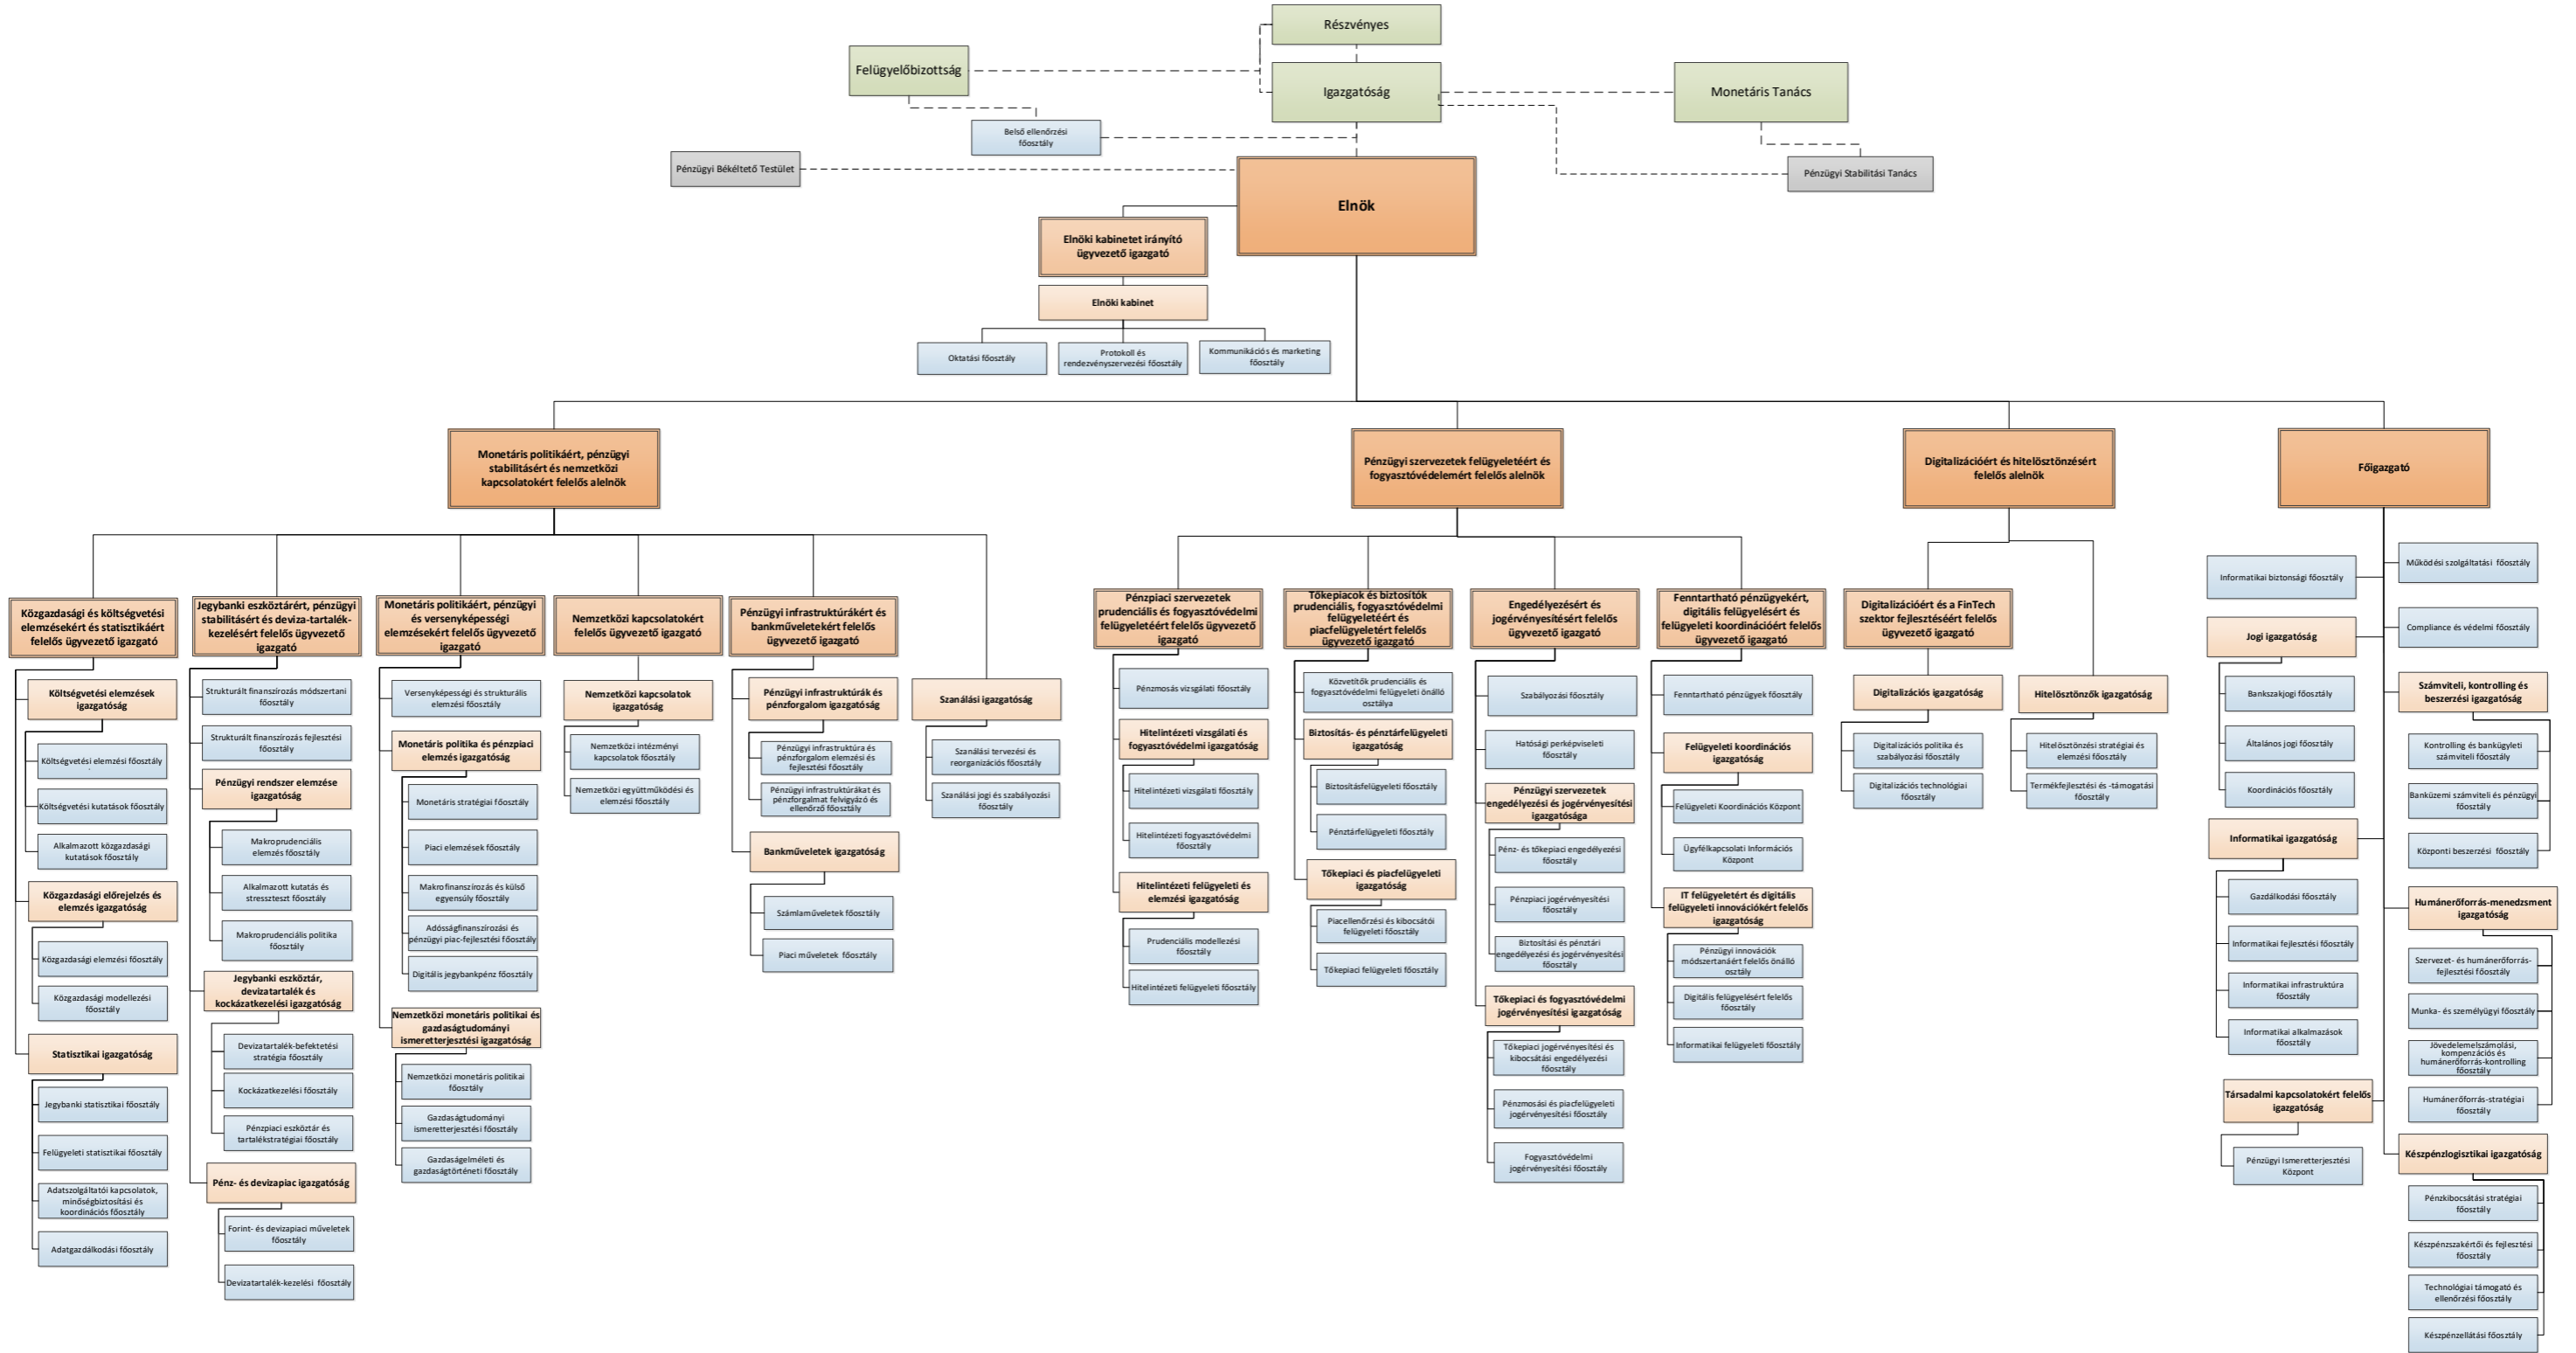 Részvényes
Felügyelőbizottság
Igazgatóság
Monetáris Tanács
Belső ellenőrzési
főosztály
Pénzügyi Békéltető Testület
Pénzügyi Stabilitási Tanács
Elnök
Elnöki kabinetet irányító
ügyvezető igazgató
Elnöki kabinet
Oktatási főosztály
Protokoll és
rendezvényszervezési főosztály
Kommunikációs és marketing
főosztály
Monetáris politikáért, pénzügyi
stabilitásért és nemzetközi
kapcsolatokért felelős alelnök
Pénzügyi szervezetek felügyeletéért és
fogyasztóvédelemért felelős alelnök
Digitalizációért és hitelösztönzésért
felelős alelnök
Főigazgató
Közgazdasági és költségvetési
elemzésekért és statisztikáért
felelős ügyvezető igazgató
Költségvetési elemzések
igazgatóság
Költségvetési elemzési főosztály
Költségvetési kutatások főosztály
Alkalmazott közgazdasági
kutatások főosztály
Közgazdasági előrejelzés és
elemzés igazgatóság
Közgazdasági elemzési főosztály
Közgazdasági modellezési
főosztály
Statisztikai igazgatóság
Jegybanki statisztikai főosztály
Felügyeleti statisztikai főosztály
Adatszolgáltatói kapcsolatok,
minőségbiztosítási és
koordinációs főosztály
Adatgazdálkodási főosztály
Jegybanki eszköztárért, pénzügyi
stabilitásért és deviza-tartalék-
kezelésért felelős ügyvezető
igazgató
Strukturált finanszírozás módszertani
főosztály
Strukturált finanszírozás fejlesztési
főosztály
Pénzügyi rendszer elemzése
igazgatóság
Makroprudenciális
elemzés főosztály
Alkalmazott kutatás és
stresszteszt főosztály
Makroprudenciális politika
főosztály
Jegybanki eszköztár,
devizatartalék és
kockázatkezelési igazgatóság
Devizatartalék-befektetési
stratégia főosztály
Kockázatkezelési főosztály
Pénzpiaci eszköztár és
tartalékstratégiai főosztály
Pénz- és devizapiac igazgatóság
Forint- és devizapiaci műveletek
főosztály
Devizatartalék-kezelési főosztály
Monetáris politikáért, pénzügyi
és versenyképességi
elemzésekért felelős ügyvezető
igazgató
Versenyképességi és strukturális
elemzési főosztály
Monetáris politika és pénzpiaci
elemzés igazgatóság
Monetáris stratégiai főosztály
Piaci elemzések főosztály
Makrofinanszírozás és külső
egyensúly főosztály
Adósságfinanszírozási és
pénzügyi piac-fejlesztési főosztály
Digitális jegybankpénz főosztály
Nemzetközi monetáris politikai és
gazdaságtudományi
ismeretterjesztési igazgatóság
Nemzetközi monetáris politikai
főosztály
Gazdaságtudományi
ismeretterjesztési főosztály
Gazdaságelméleti és
gazdaságtörténeti főosztály
Nemzetközi kapcsolatokért
felelős ügyvezető igazgató
Nemzetközi kapcsolatok
igazgatóság
Nemzetközi intézményi
kapcsolatok főosztály
Nemzetközi együttműködési és
elemzési főosztály
Pénzügyi infrastruktúrákért és
bankműveletekért felelős
ügyvezető igazgató
Pénzügyi infrastruktúrák és
pénzforgalom igazgatóság
Pénzügyi infrastruktúra és
pénzforgalom elemzési és
fejlesztési főosztály
Pénzügyi infrastruktúrákat és
pénzforgalmat felvigyázó és
ellenőrző főosztály
Bankműveletek igazgatóság
Számlaműveletek főosztály
Piaci műveletek főosztály
Szanálási igazgatóság
Szanálási tervezési és
reorganizációs főosztály
Szanálási jogi és szabályozási
főosztály
Pénzpiaci szervezetek
prudenciális és fogyasztóvédelmi
felügyeletéért felelős ügyvezető
igazgató
Pénzmosás vizsgálati főosztály
Hitelintézeti vizsgálati és
fogyasztóvédelmi igazgatóság
Hitelintézeti vizsgálati főosztály
Hitelintézeti fogyasztóvédelmi
főosztály
Hitelintézeti felügyeleti és
elemzési igazgatóság
Prudenciális modellezési
főosztály
Hitelintézeti felügyeleti főosztály
Tőkepiacok és biztosítók
prudenciális, fogyasztóvédelmi
felügyeletéért és
piacfelügyeletért felelős
ügyvezető igazgató
Közvetítők prudenciális és
fogyasztóvédelmi felügyeleti önálló
osztálya
Biztosítás- és pénztárfelügyeleti
igazgatóság
Biztosításfelügyeleti főosztály
Pénztárfelügyeleti főosztály
Tőkepiaci és piacfelügyeleti
igazgatóság
Piacellenőrzési és kibocsátói
felügyeleti főosztály
Tőkepiaci felügyeleti főosztály
Engedélyezésért és
jogérvényesítésért felelős
ügyvezető igazgató
Szabályozási főosztály
Hatósági perképviseleti
főosztály
Pénzügyi szervezetek
engedélyezési és jogérvényesítési
igazgatósága
Pénz- és tőkepiaci engedélyezési
főosztály
Pénzpiaci jogérvényesítési
főosztály
Biztosítási és pénztári
engedélyezési és jogérvényesítési
főosztály
Tőkepiaci és fogyasztóvédelmi
jogérvényesítési igazgatóság
Tőkepiaci jogérvényesítési és
kibocsátási engedélyezési
főosztály
Pénzmosási és piacfelügyeleti
jogérvényesítési főosztály
Fogyasztóvédelmi
jogérvényesítési főosztály
Fenntartható pénzügyekért,
digitális felügyelésért és
felügyeleti koordinációért felelős
ügyvezető igazgató
Fenntartható pénzügyek főosztály
Felügyeleti koordinációs
igazgatóság
Felügyeleti Koordinációs Központ
Ügyfélkapcsolati Információs
Központ
IT felügyeletért és digitális
felügyeleti innovációkért felelős
igazgatóság
Pénzügyi innovációk
módszertanáért felelős önálló
osztály
Digitális felügyelésért felelős
főosztály
Informatikai felügyeleti főosztály
Digitalizációért és a FinTech
szektor fejlesztéséért felelős
ügyvezető igazgató
Digitalizációs igazgatóság
Digitalizációs politika és
szabályozási főosztály
Digitalizációs technológiai
főosztály
Hitelösztönzők igazgatóság
Hitelösztönzési stratégiai és
elemzési főosztály
Termékfejlesztési és -támogatási
főosztály
Informatikai biztonsági főosztály
Jogi igazgatóság
Bankszakjogi főosztály
Általános jogi főosztály
Koordinációs főosztály
Informatikai igazgatóság
Gazdálkodási főosztály
Informatikai fejlesztési főosztály
Informatikai infrastruktúra
főosztály
Informatikai alkalmazások
főosztály
Társadalmi kapcsolatokért felelős
igazgatóság
Pénzügyi Ismeretterjesztési
Központ
Működési szolgáltatási főosztály
Compliance és védelmi főosztály
Számviteli, kontrolling és
beszerzési igazgatóság
Kontrolling és bankügyleti
számviteli főosztály
Banküzemi számviteli és pénzügyi
főosztály
Központi beszerzési főosztály
Humánerőforrás-menedzsment
igazgatóság
Szervezet- és humánerőforrás-
fejlesztési főosztály
Munka- és személyügyi főosztály
Jövedelemelszámolási,
kompenzációs és
humánerőforrás-kontrolling
főosztály
Humánerőforrás-stratégiai
főosztály
Készpénzlogisztikai igazgatóság
Pénzkibocsátási stratégiai
főosztály
Készpénzszakértői és fejlesztési
főosztály
Technológiai támogató és
ellenőrzési főosztály
Készpénzellátási főosztály